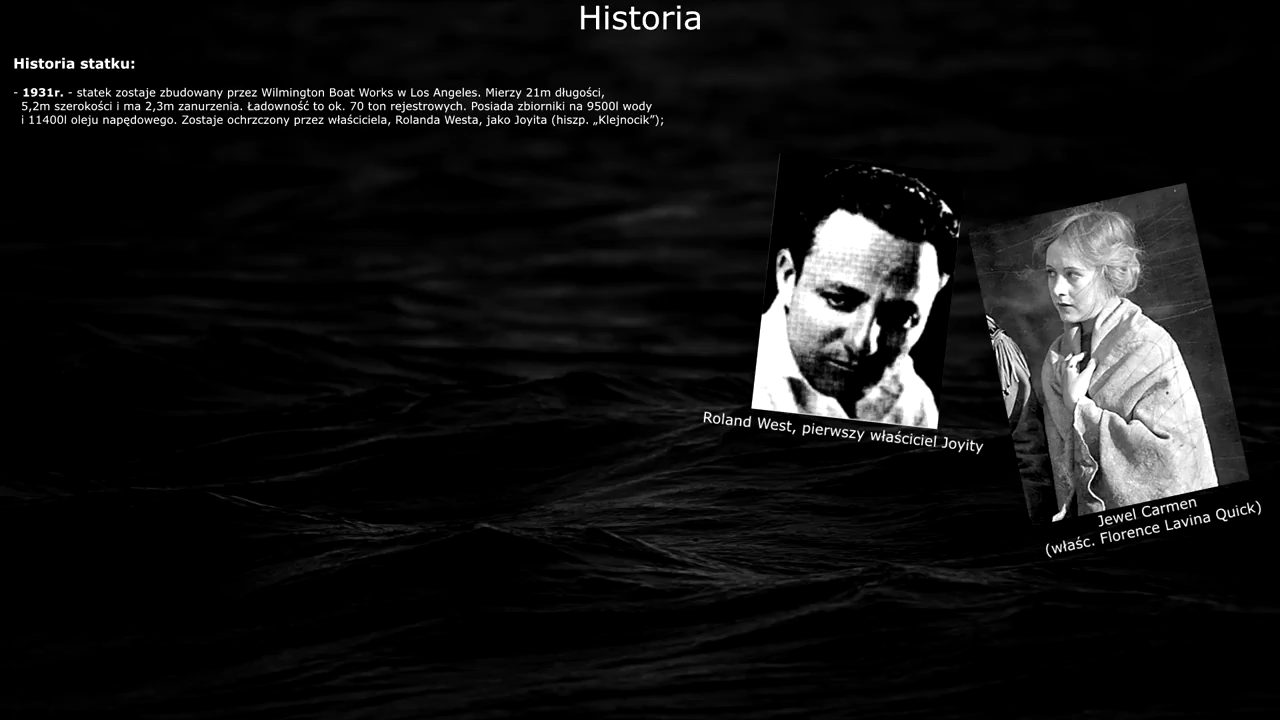 Historia
Historia statku:
- 1931r. - statek zostaje zbudowany przez Wilmington Boat Works w Los Angeles. Mierzy 21m długości,
5,2m szerokości i ma 2,3m zanurzenia. Ładowność to ok. 70 ton rejestrowych. Posiada zbiorniki na 9500l wody
i 11400l oleju napędowego. Zostaje ochrzczony przez właściciela, Rolanda Westa, jako Joyita (hiszp. „Klejnocik”);
Roland West, pierwszy właściciel Joyity
Jewel Carmen
(właśc. Florence Lavina Quick)